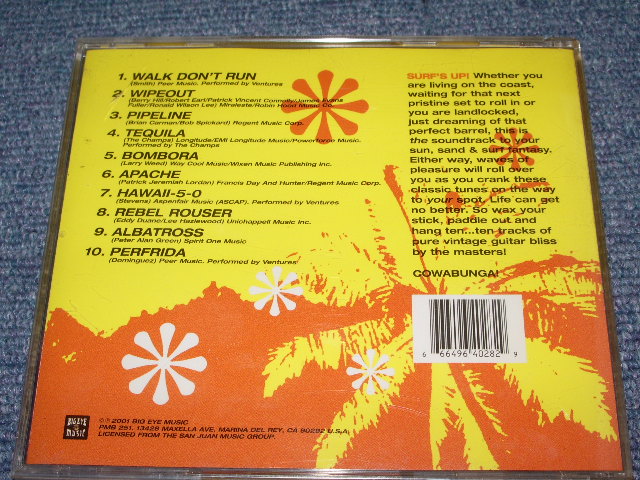 1. WALK DON'T RUN
(Smith) Peer Music. Performed by Ventures
2. WIPEOUT
(Berry Hill/Robert Earl/Patrick Vincent Connolly/James Evans
Fuller/Ronald Wilson Lee) Miraleste/Robin Hood Music Co.
3. PIPELINE
(Brian Carman/Bob Spickard) Regent Music Corp.
4. TEQUILA
(The Champs) Longitude/EMI Longitude Music/Powerforce Music.
Performed by The Champs
5. BOMBORA
(Larry Weed) Way Cool Music/Wixen Music Publishing Inc.
6. APACHE
(Patrick Jeremiah Lordan) Francis Day And Hunter/Regent Music Corp.
7. HAWAII-5-O
(Stevens) Aspenfair Music (ASCAP). Performed by Ventures
8. REBEL ROUSER
(Eddy Duane/Lee Hazlewood) Unichappell Music Inc.
9. ALBATROSS
(Peter Alan Green) Spirit One Music
10. PERFRIDA
(Dominguez) Peer Music. Performed by Ventures
SURF'S UP! Whether you
are living on the coast,
waiting for that next
pristine set to roll in or
you are landlocked,
just dreaming of that
perfect barrel, this is
the soundtrack to your
sun, sand & surf fantasy.
Either way, waves of
pleasure will roll over
you as you crank these
classic tunes on the way
to your spot. Life can get
no better. So wax your
stick, paddle out and
hang ten...ten tracks of
pure vintage guitar bliss
by the masters!
COWABUNGA!
6 66496 40282 9
BIG EYE
MUSIC
©℗ 2001 BIG EYE MUSIC
PMB 251, 13428 MAXELLA AVE, MARINA DEL REY, CA 90292 U.S.A.
LICENSED FROM THE SAN JUAN MUSIC GROUP.